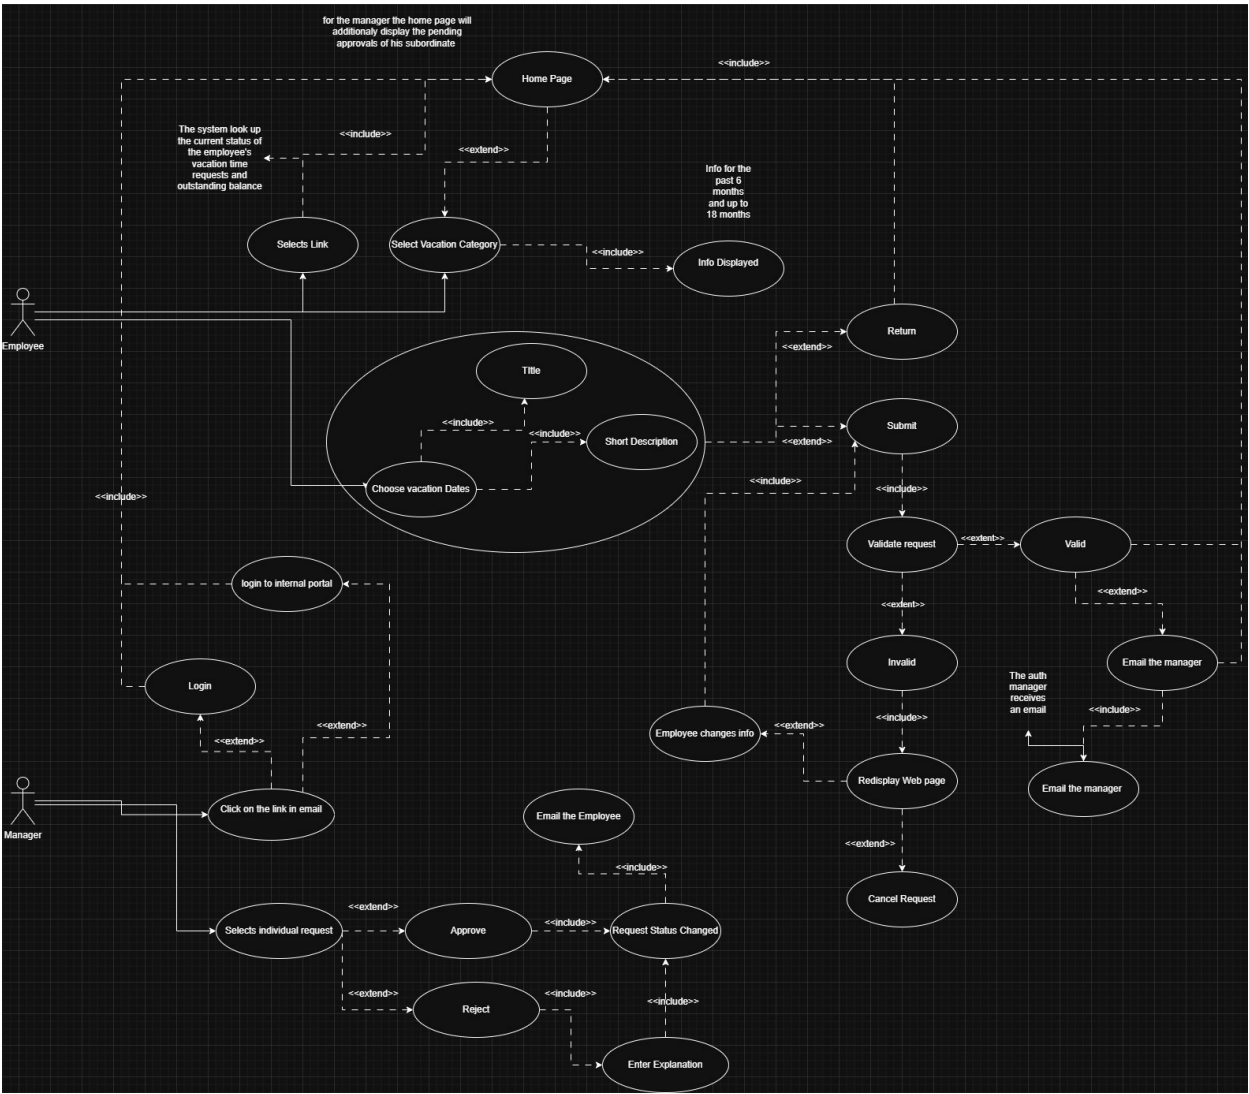 for the manager the home page will
additionaly display the pending
approvals of his subordinate
<<include>>
Home Page
The system look up
the current status of
the employee's
vacation time
requests and
outstanding balance
<<include>>
<<extend>>
Info for the
past 6
months
and up to
18 months
Selects Link
Select Vacation Category
<<include>>
Info Displayed
Employee
Return
<<extend>>
TItle
<<include>>
<<include>>
Short Description
<<extend>>
Submit
Choose vacation Dates
<<include>>
<<include>>
<<include>>
Validate request
<<extent>>
Valid
login to internal portal
<<extend>>
<<extent>>
Invalid
Email the manager
Login
The auth
manager
receives
an email
<<include>>
<<include>>
<<extend>>
<<extend>>
Employee changes info
<<extend>>
Redisplay Web page
Email the manager
Manager
Click on the link in email
Email the Employee
<<extend>>
<<include>>
Cancel Request
Selects individual request
<<extend>>
Approve
<<include>>
Request Status Changed
<<extend>>
Reject
<<include>>
<<include>>
Enter Explanation